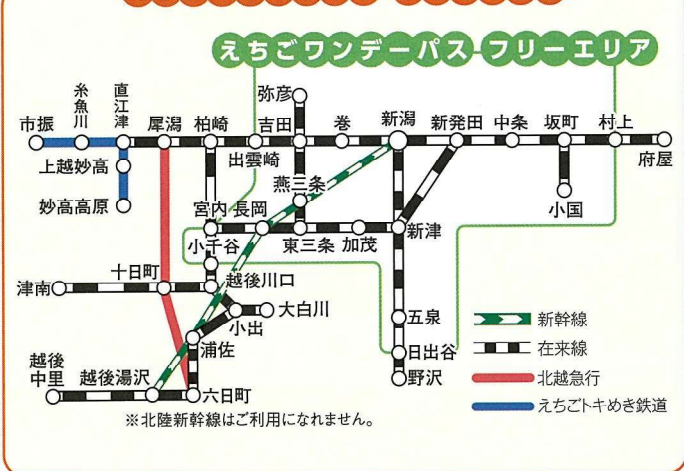 えちごワンデーパス フリーエリア
弥彦
糸魚川
直江津
市振
犀潟
柏崎
吉田
巻
新潟
新発田
中条
坂町
村上
出雲崎
府屋
上越妙高
燕三条
妙高高原
宮内
長岡
小国
小千谷
東三条
加茂
新津
十日町
越後川口
津南
大白川
小出
五泉
新幹線
浦佐
在来線
日出谷
越後
中里
越後湯沢
六日町
野沢
北越急行
えちごトキめき鉄道
※北陸新幹線はご利用になれません。